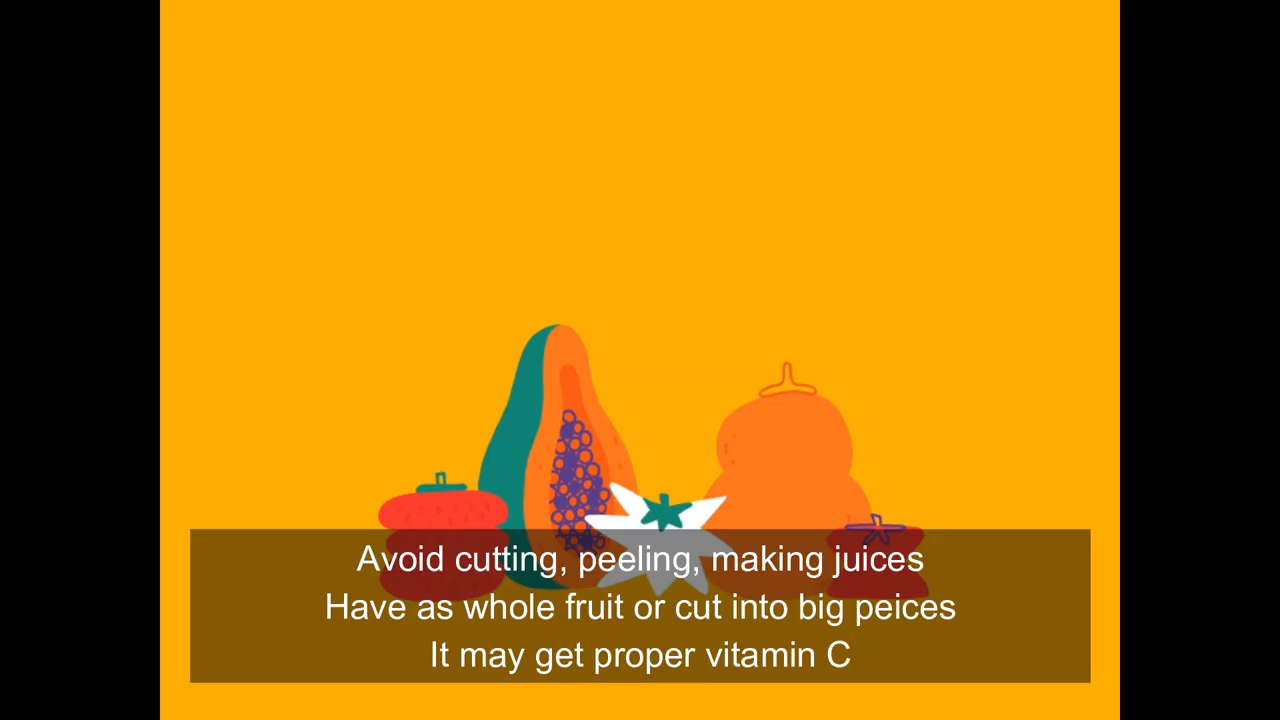 Avoid cutting, peeling, making juices
Have as whole fruit or cut into big peices
It may get proper vitamin C